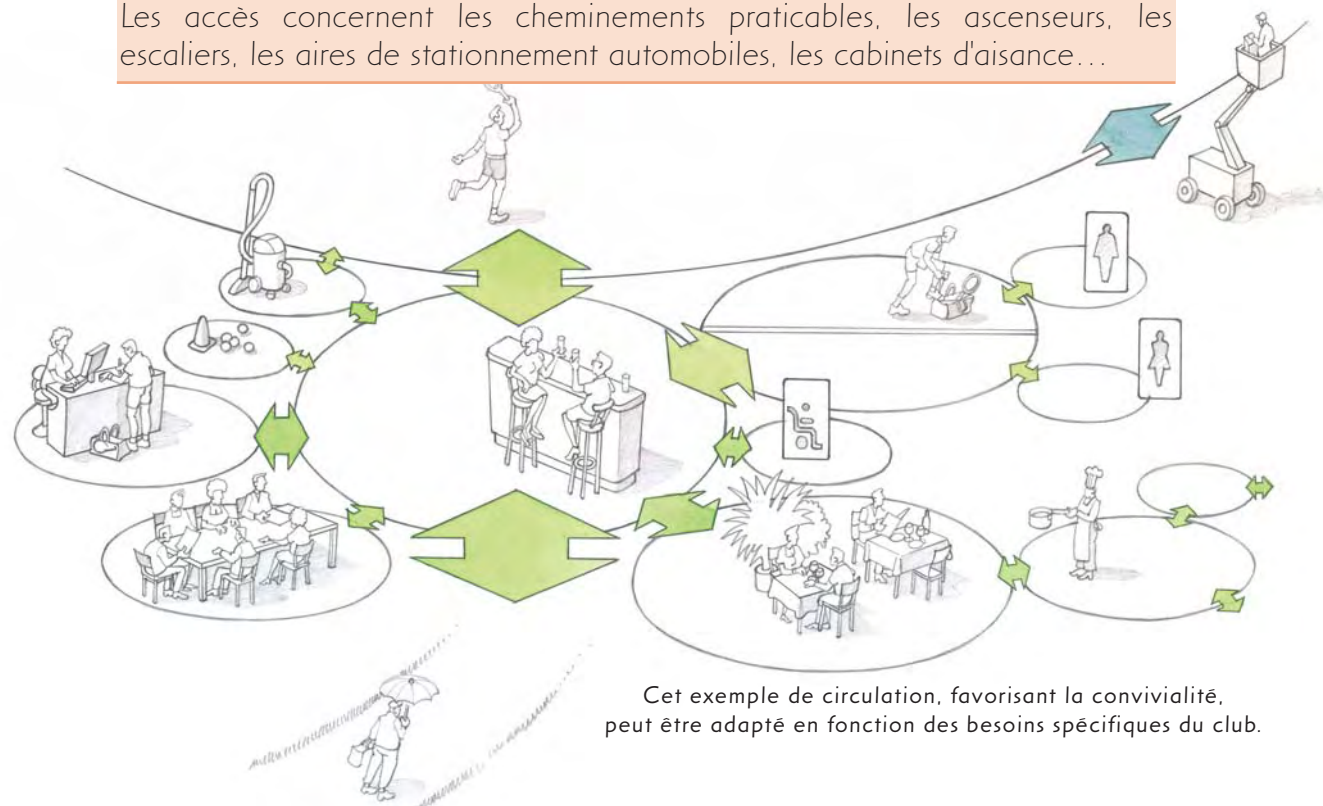 Les accès concernent les cheminements praticables, les ascenseurs, les
escaliers, les aires de stationnement automobiles, les cabinets d'aisance...
Cet exemple de circulation, favorisant la convivialité,
peut être adapté en fonction des besoins spécifiques du club.